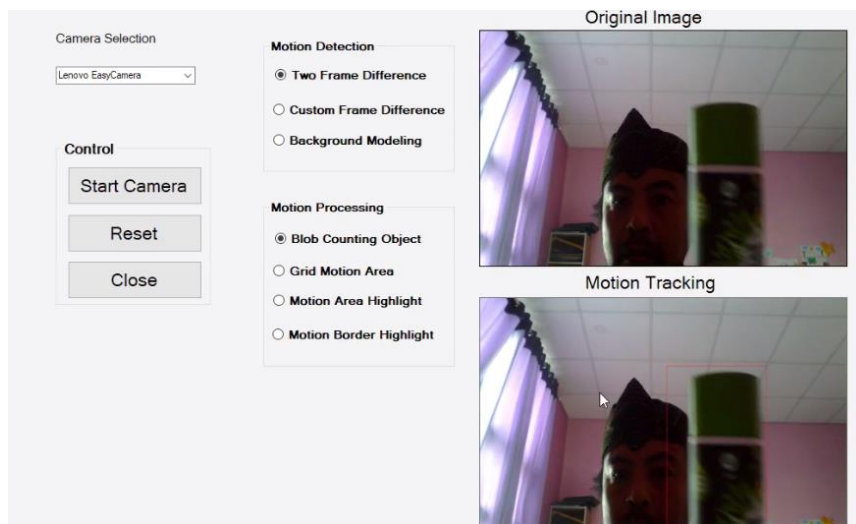 Original Image
Camera Selection
Lenovo EasyCamera
Control
Start Camera
Reset
Close
Motion Detection
Two Frame Difference
Custom Frame Difference
Background Modeling
Motion Processing
Blob Counting Object
Grid Motion Area
Motion Area Highlight
Motion Border Highlight
Motion Tracking